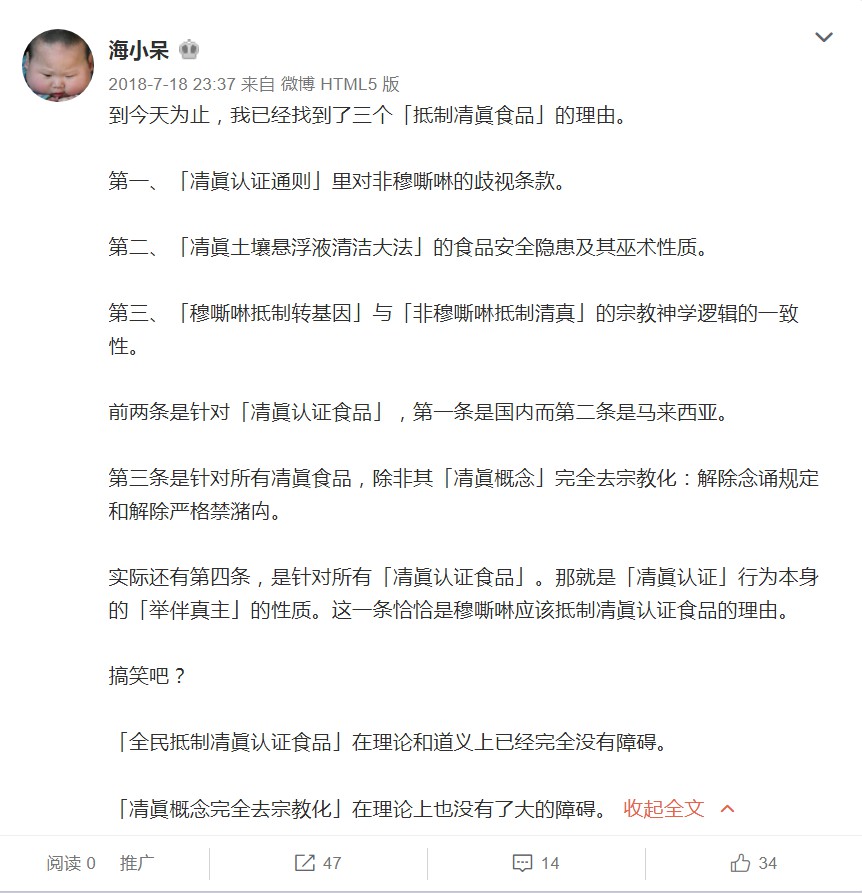 海小呆
2018-7-18 23:37 来自 微博 HTML5 版
到今天为止，我已经找到了三个「抵制凊眞食品」的理由。
第一、「凊眞认证通则」里对非穆嘶啉的歧视条款。
第二、「凊眞土壤悬浮液清洁大法」的食品安全隐患及其巫术性质。
第三、「穆嘶啉抵制转基因」与「非穆嘶啉抵制清真」的宗教神学逻辑的一致
性。
前两条是针对「凊眞认证食品」，第一条是国内而第二条是马来西亚。
第三条是针对所有凊眞食品，除非其「凊眞概念」完全去宗教化：解除念诵规定
和解除严格禁潴禸。
实际还有第四条，是针对所有「凊眞认证食品」。那就是「凊眞认证」行为本身
的「举伴真主」的性质。这一条恰恰是穆嘶啉应该抵制凊眞认证食品的理由。
搞笑吧？
「全民抵制凊眞认证食品」在理论和道义上已经完全没有障碍。
「凊眞概念完全去宗教化」在理论上也没有了大的障碍。 收起全文
阅读 0 推广 47 14 34